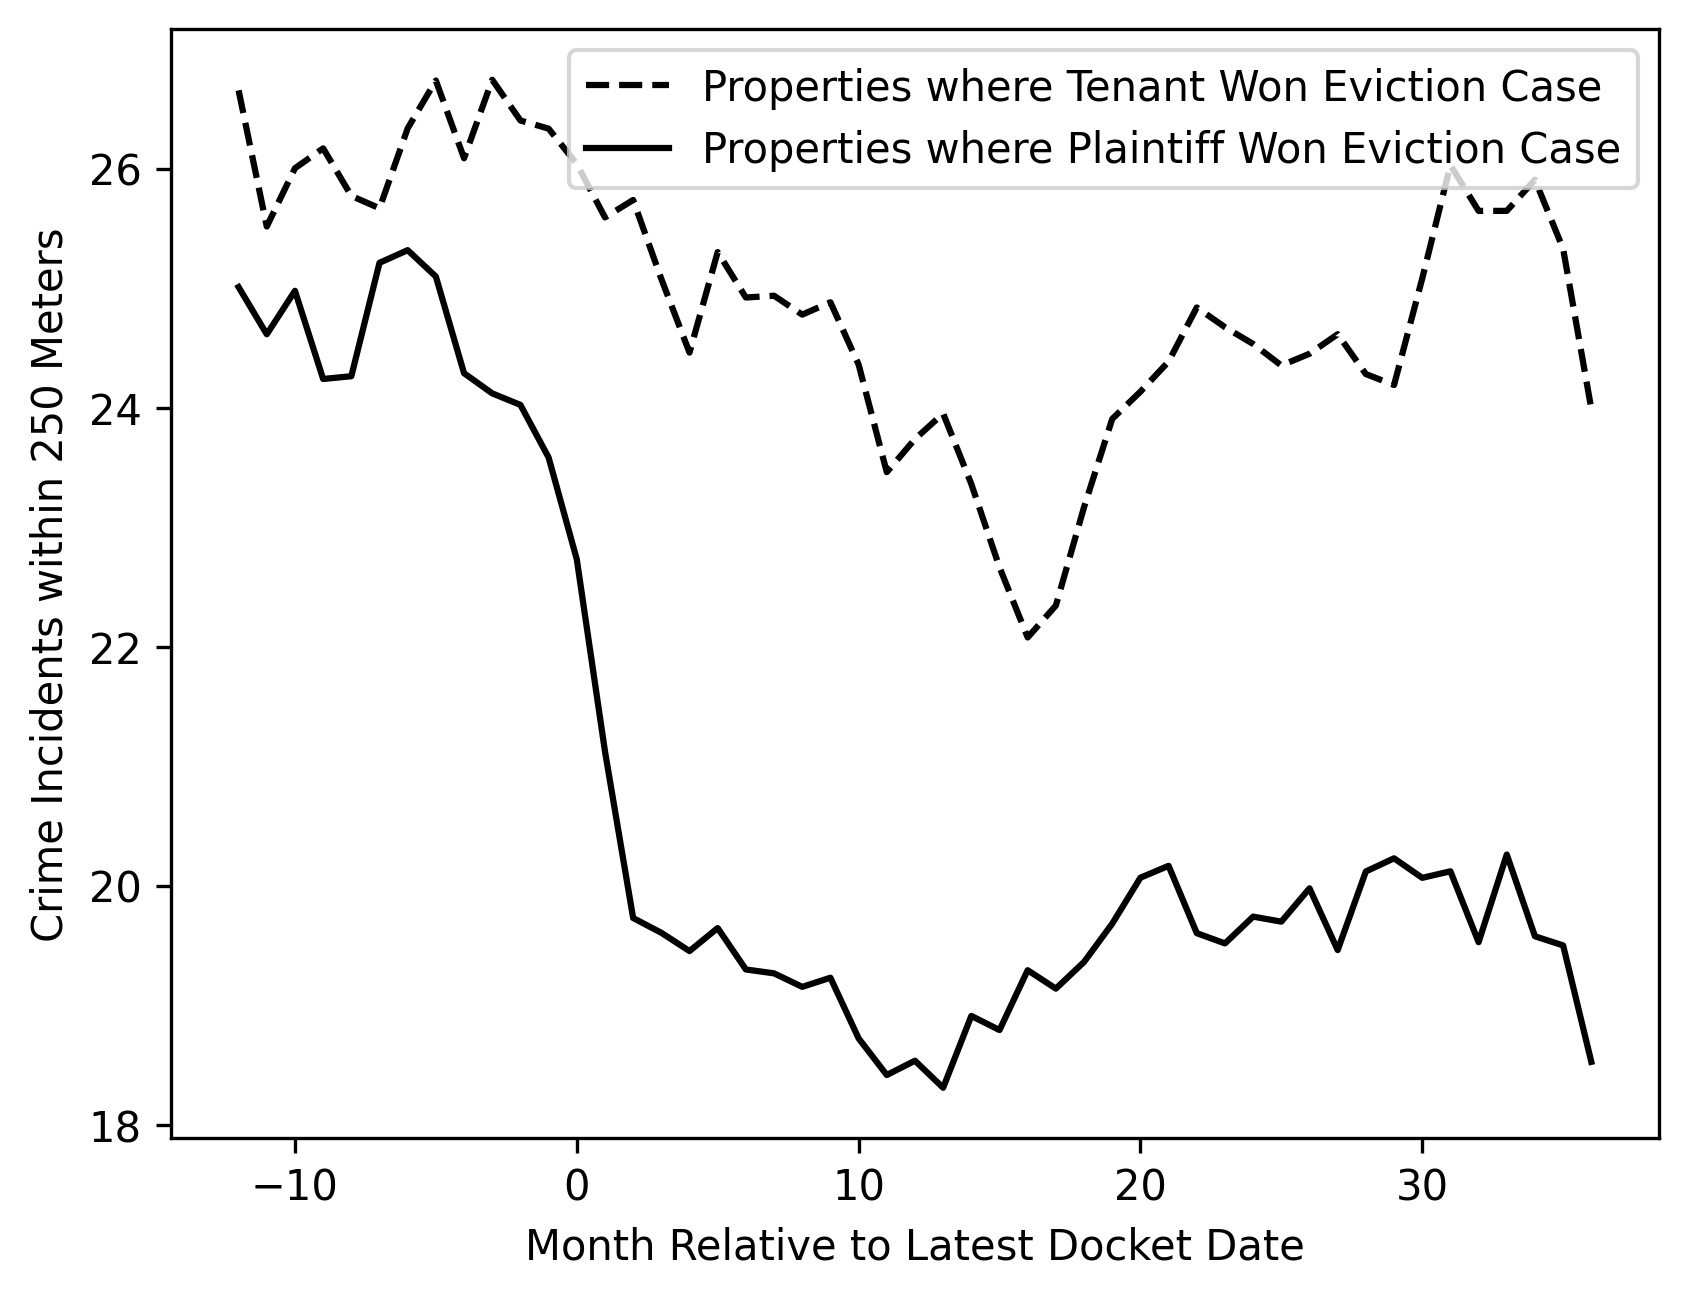 Properties where Tenant Won Eviction Case
Properties where Plaintiff Won Eviction Case
Crime Incidents within 250 Meters
26
24
22
20
18
−10
0
10
20
30
Month Relative to Latest Docket Date